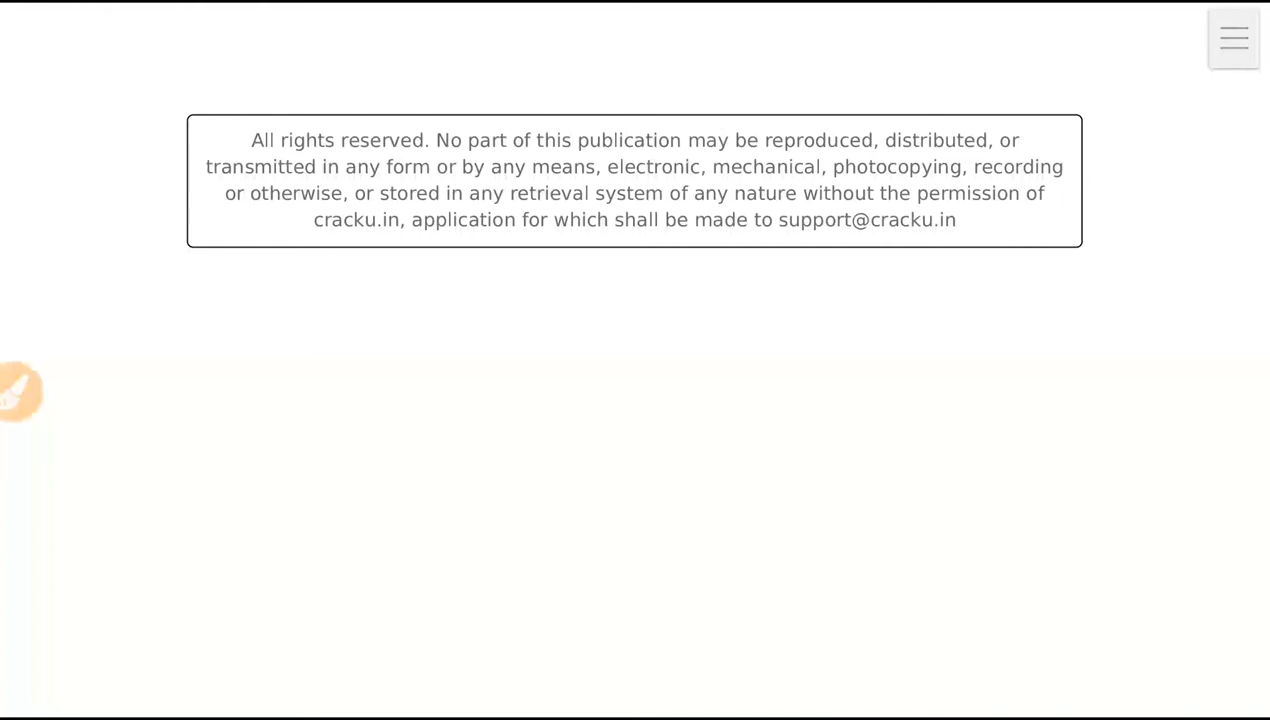 All rights reserved. No part of this publication may be reproduced, distributed, or
transmitted in any form or by any means, electronic, mechanical, photocopying, recording
or otherwise, or stored in any retrieval system of any nature without the permission of
cracku.in, application for which shall be made to support@cracku.in